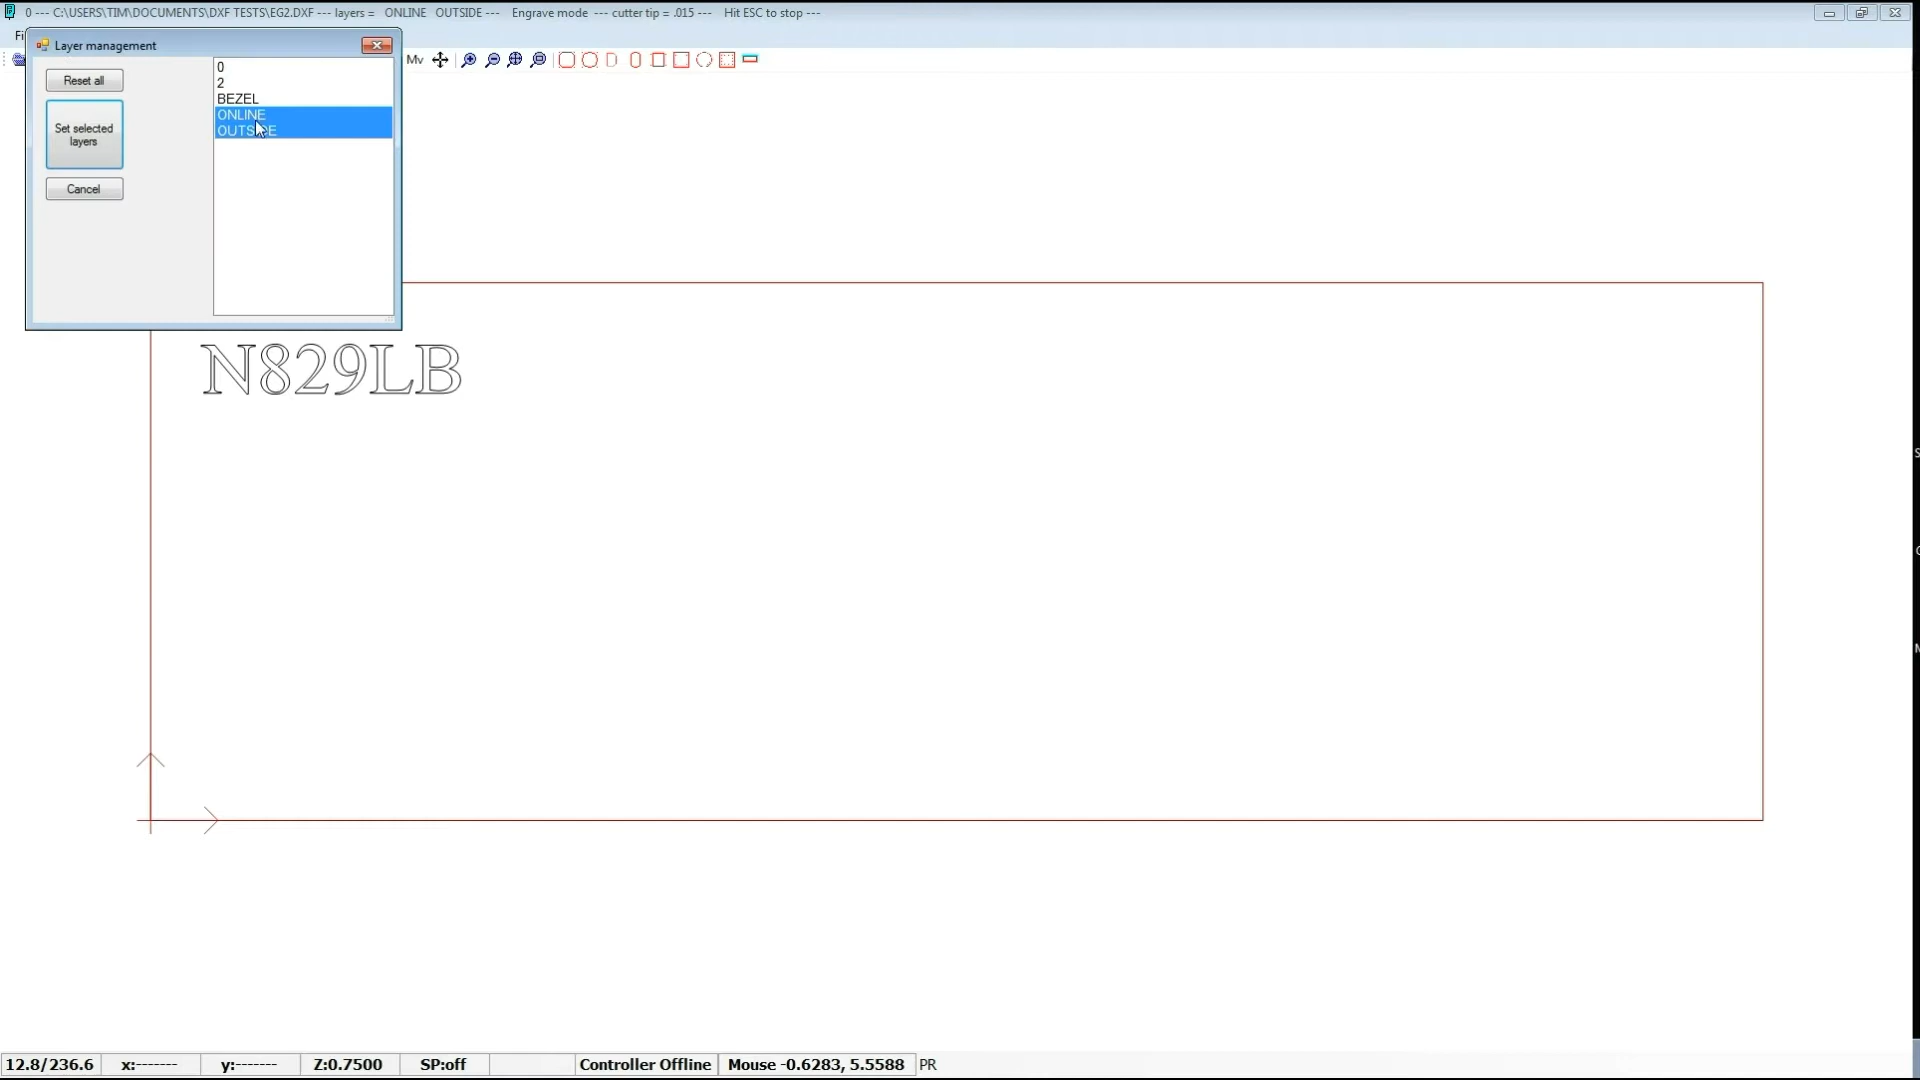 0 --- C:\USERS\TIM\DOCUMENTS\DXF TESTS\EG2.DXF --- layers = ONLINE OUTSIDE --- Engrave mode --- cutter tip = .015 --- Hit ESC to stop ---
Layer management
Mv
Reset all
Set selected
layers
Cancel
0
2
BEZEL
ONLINE
N829LB
12.8/236.6 x:------- y:------- Z:0.7500 SP:off Controller Offline Mouse -0.6283, 5.5588 PR